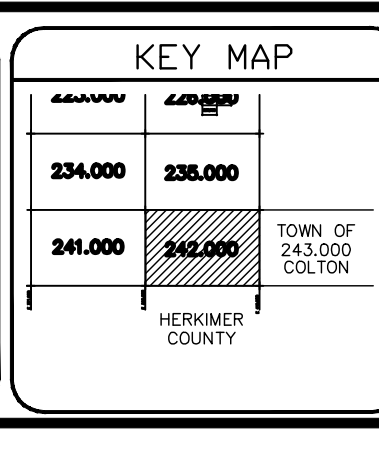 KEY MAP
234.000 235.000
241.000 242.000
TOWN OF
243.000
COLTON
HERKIMER
COUNTY